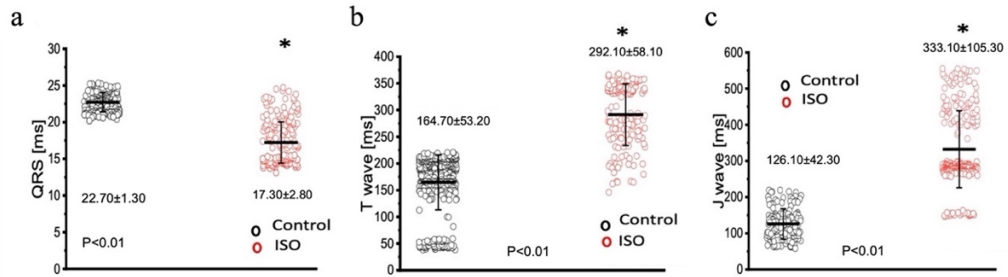 a
QRS [ms]
30
25
20
15
10
5
0
*
22.70±1.30
17.30±2.80
P<0.01
Control
ISO
b
T wave [ms]
400
350
300
250
200
150
100
50
0
*
292.10±58.10
164.70±53.20
P<0.01
Control
ISO
c
J wave [ms]
600
500
400
300
200
100
0
*
333.10±105.30
Control
ISO
126.10±42.30
P<0.01